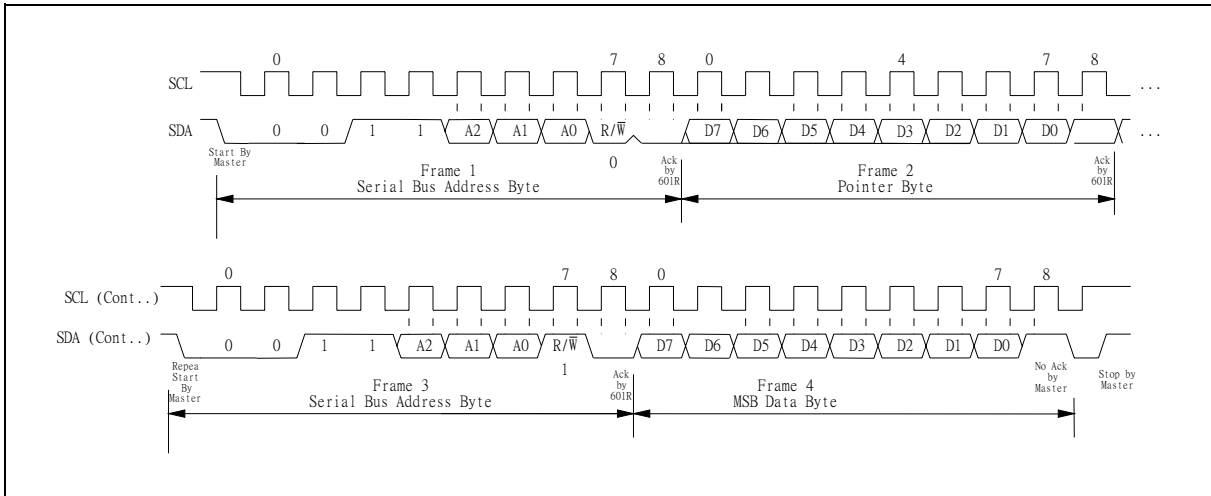 0 7 8 0 4 7 8
SCL ...
SDA 0 0 1 1 A2 A1 A0 R/W D7 D6 D5 D4 D3 D2 D1 D0 ...
Start By
Master
0
Ack
by
601R
Ack
by
601R
Frame 1
Serial Bus Address Byte
Frame 2
Pointer Byte
0 7 8 0 7 8
SCL (Cont..)
SDA (Cont..) 0 0 1 1 A2 A1 A0 R/W D7 D6 D5 D4 D3 D2 D1 D0
Repea
Start
By
Master
1
Ack
by
601R
No Ack
by
Master
Stop by
Master
Frame 3
Serial Bus Address Byte
Frame 4
MSB Data Byte